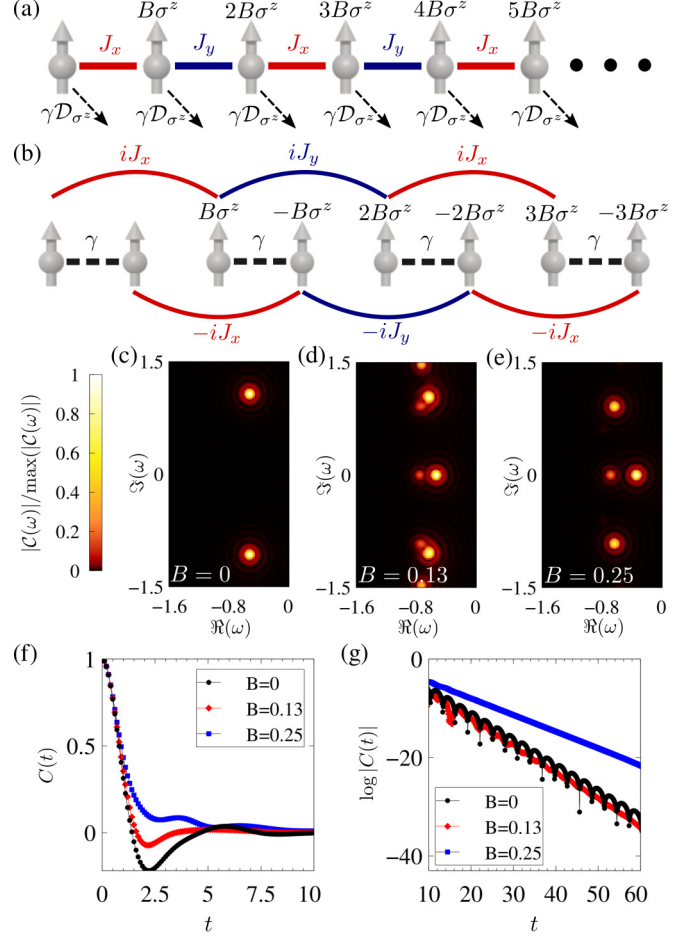 (a)
Bσ^z 2Bσ^z 3Bσ^z 4Bσ^z 5Bσ^z
J_x J_y J_x J_y J_x
γD_{σ^z} γD_{σ^z} γD_{σ^z} γD_{σ^z} γD_{σ^z} γD_{σ^z}
(b)
iJ_x iJ_y iJ_x
Bσ^z −Bσ^z 2Bσ^z −2Bσ^z 3Bσ^z −3Bσ^z
γ γ γ γ
−iJ_x −iJ_y −iJ_x
(c) (d) (e)
|C(ω)|/max(|C(ω)|)
1
0.8
0.6
0.4
0.2
0
ℑ(ω)
1.5
0
−1.5
B = 0
−1.6 −0.8 0
ℜ(ω)
ℑ(ω)
1.5
0
−1.5
B = 0.13
−1.6 −0.8 0
ℜ(ω)
ℑ(ω)
1.5
0
−1.5
B = 0.25
−1.6 −0.8 0
ℜ(ω)
(f)
C(t)
1
0.5
0
B=0
B=0.13
B=0.25
0 2.5 5 7.5 10
t
(g)
log |C(t)|
0
−20
−40
B=0
B=0.13
B=0.25
10 20 30 40 50 60
t